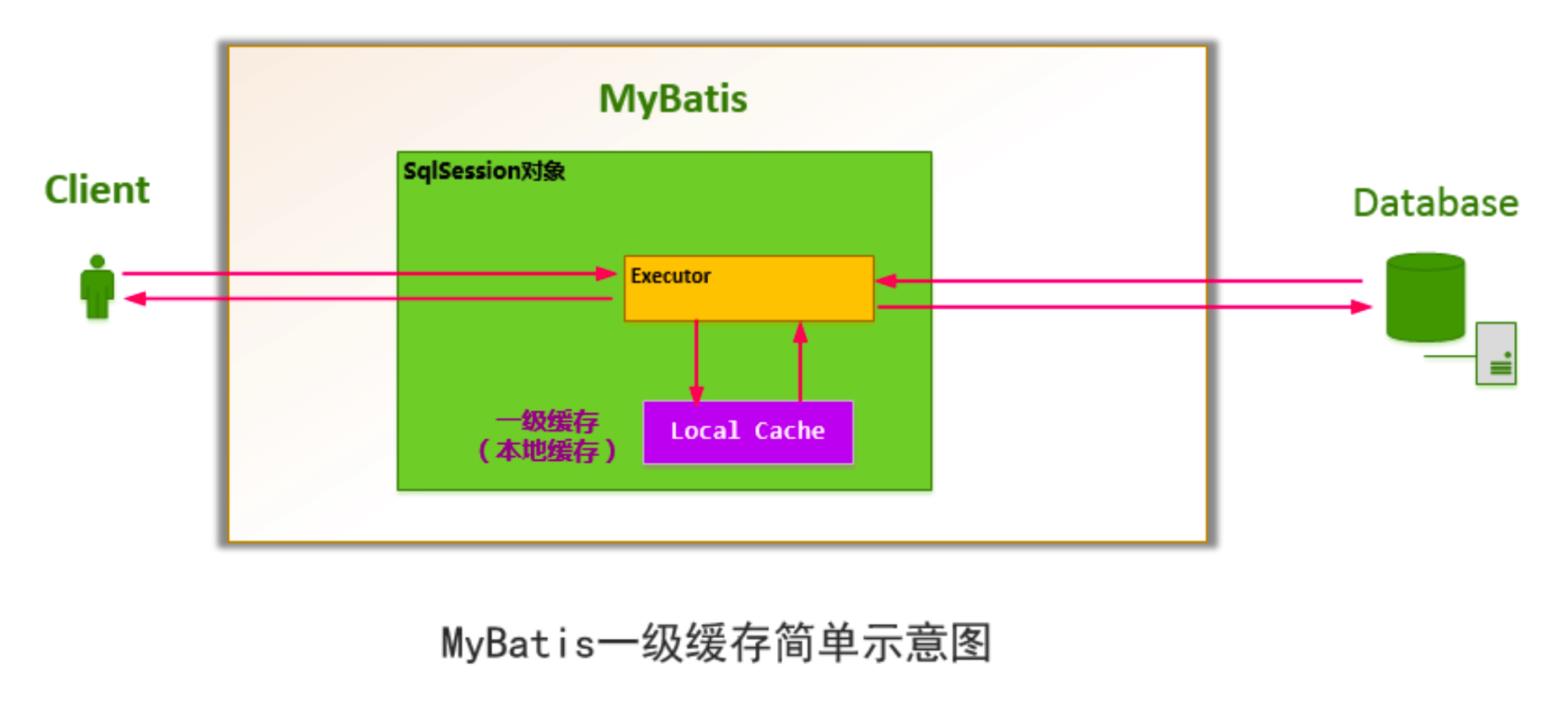 MyBatis
SqlSession对象
Client
Database
Executor
一级缓存
（本地缓存）
Local Cache
MyBatis一级缓存简单示意图